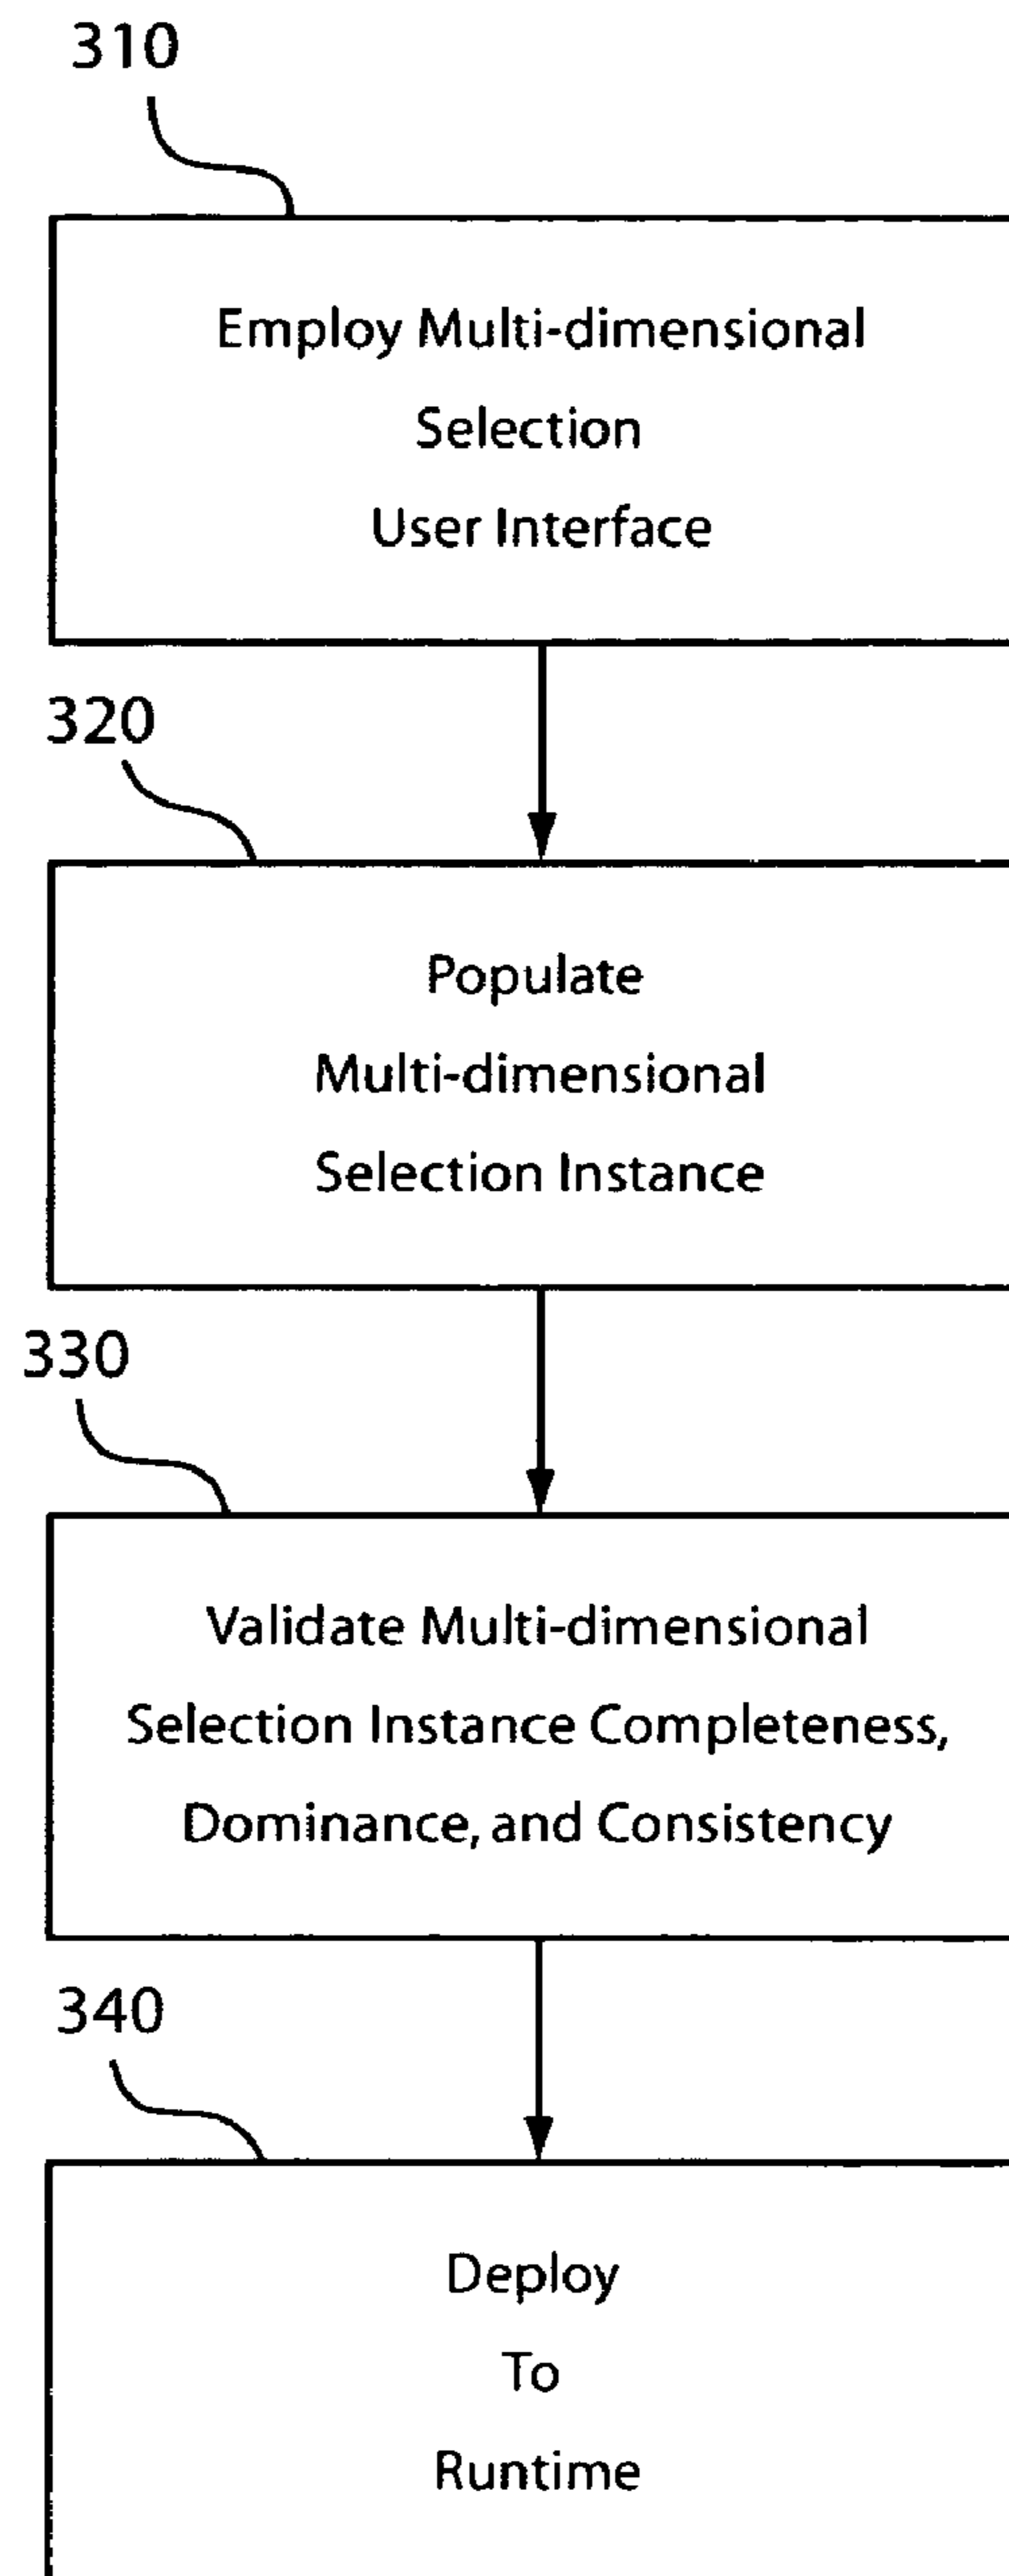 310
Employ Multi-dimensional
Selection
User Interface
320
Populate
Multi-dimensional
Selection Instance
330
Validate Multi-dimensional
Selection Instance Completeness,
Dominance, and Consistency
340
Deploy
To
Runtime